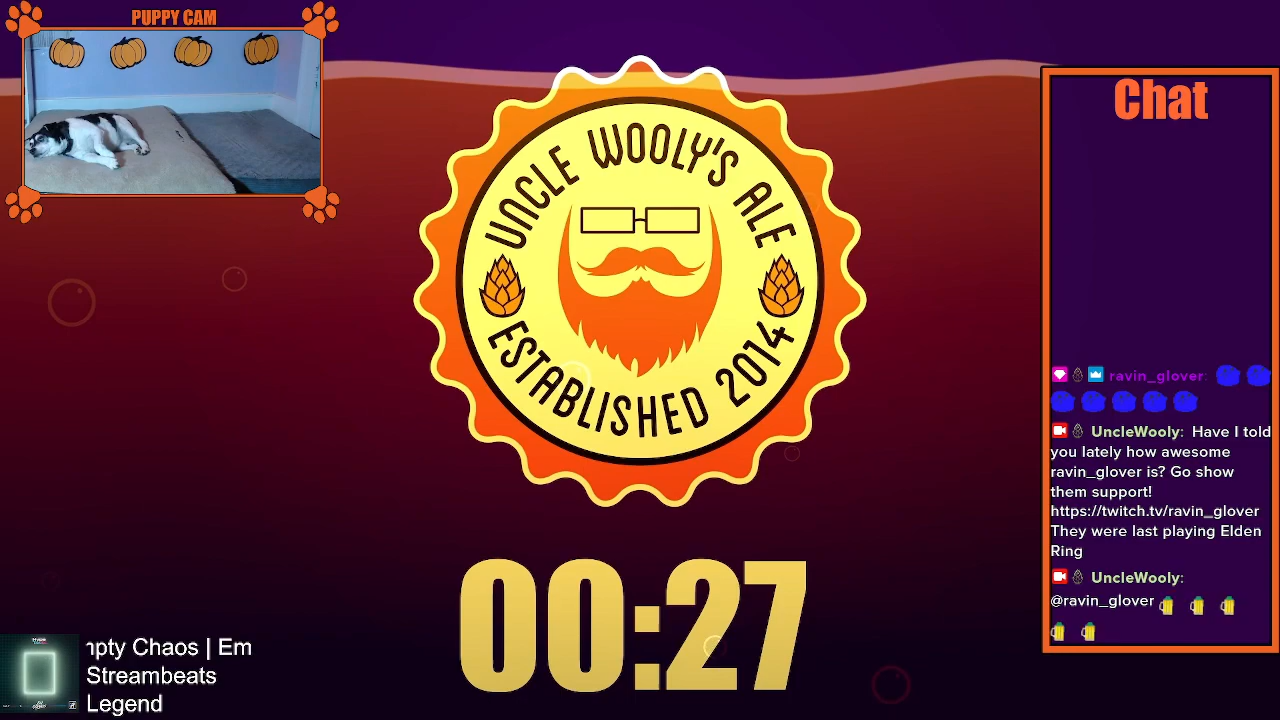 PUPPY CAM
UNCLE WOOLY'S ALE
ESTABLISHED 2014
00:27
npty Chaos | Em
Streambeats
Legend
Chat
ravin_glover:
UncleWooly: Have I told
you lately how awesome
ravin_glover is? Go show
them support!
https://twitch.tv/ravin_glover
They were last playing Elden
Ring
UncleWooly:
@ravin_glover